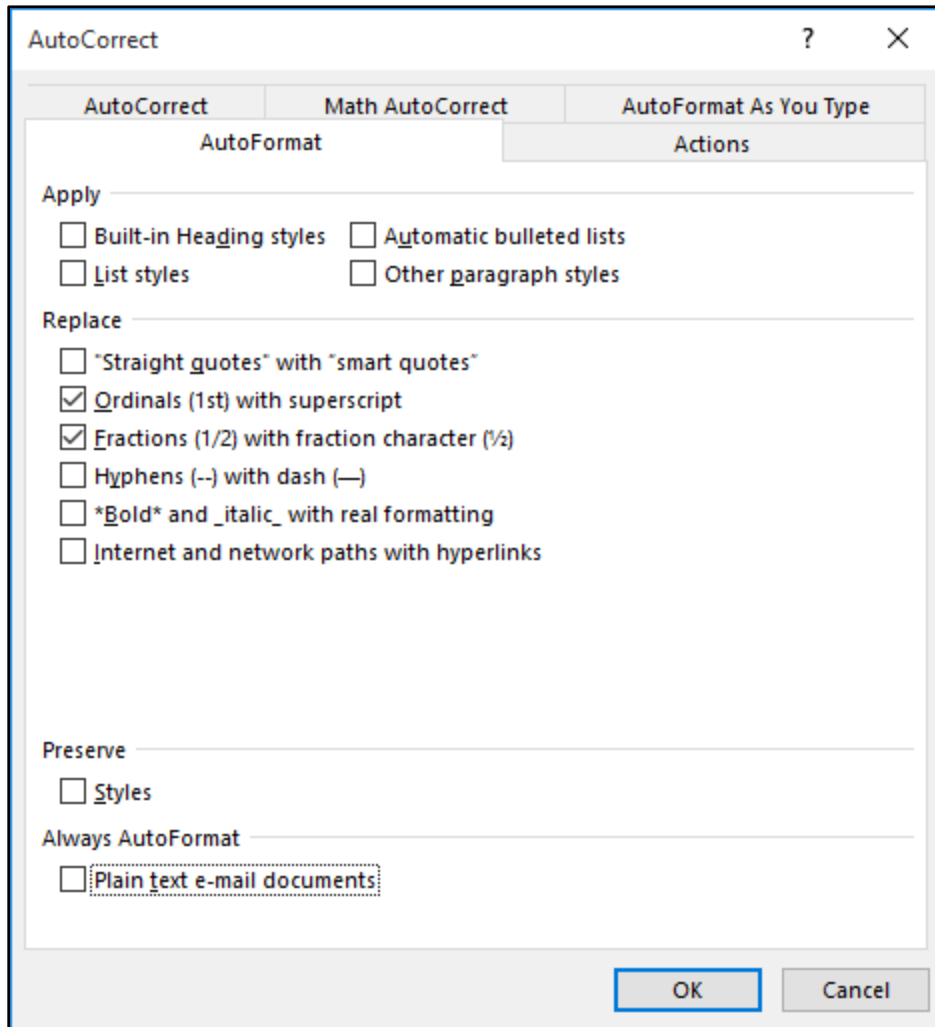 AutoCorrect ?
AutoCorrect Math AutoCorrect AutoFormat As You Type
AutoFormat Actions
Apply
Built-in Heading styles Automatic bulleted lists
List styles Other paragraph styles
Replace
"Straight quotes" with “smart quotes”
Ordinals (1st) with superscript
Fractions (1/2) with fraction character (½)
Hyphens (--) with dash (—)
*Bold* and _italic_ with real formatting
Internet and network paths with hyperlinks
Preserve
Styles
Always AutoFormat
Plain text e-mail documents
OK Cancel